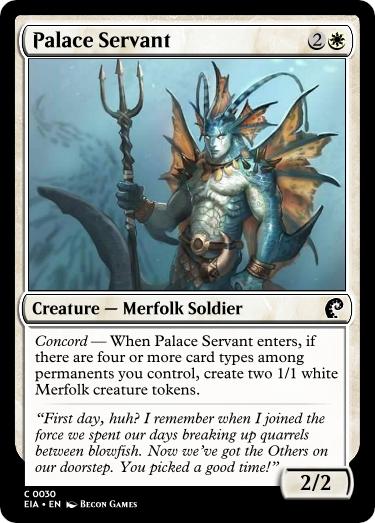 Palace Servant 2
Creature — Merfolk Soldier
Concord — When Palace Servant enters, if
there are four or more card types among
permanents you control, create two 1/1 white
Merfolk creature tokens.
“First day, huh? I remember when I joined the
force we spent our days breaking up quarrels
between blowfish. Now we’ve got the Others on
our doorstep. You picked a good time!”
2/2
C 0030
EIA • EN Becon Games